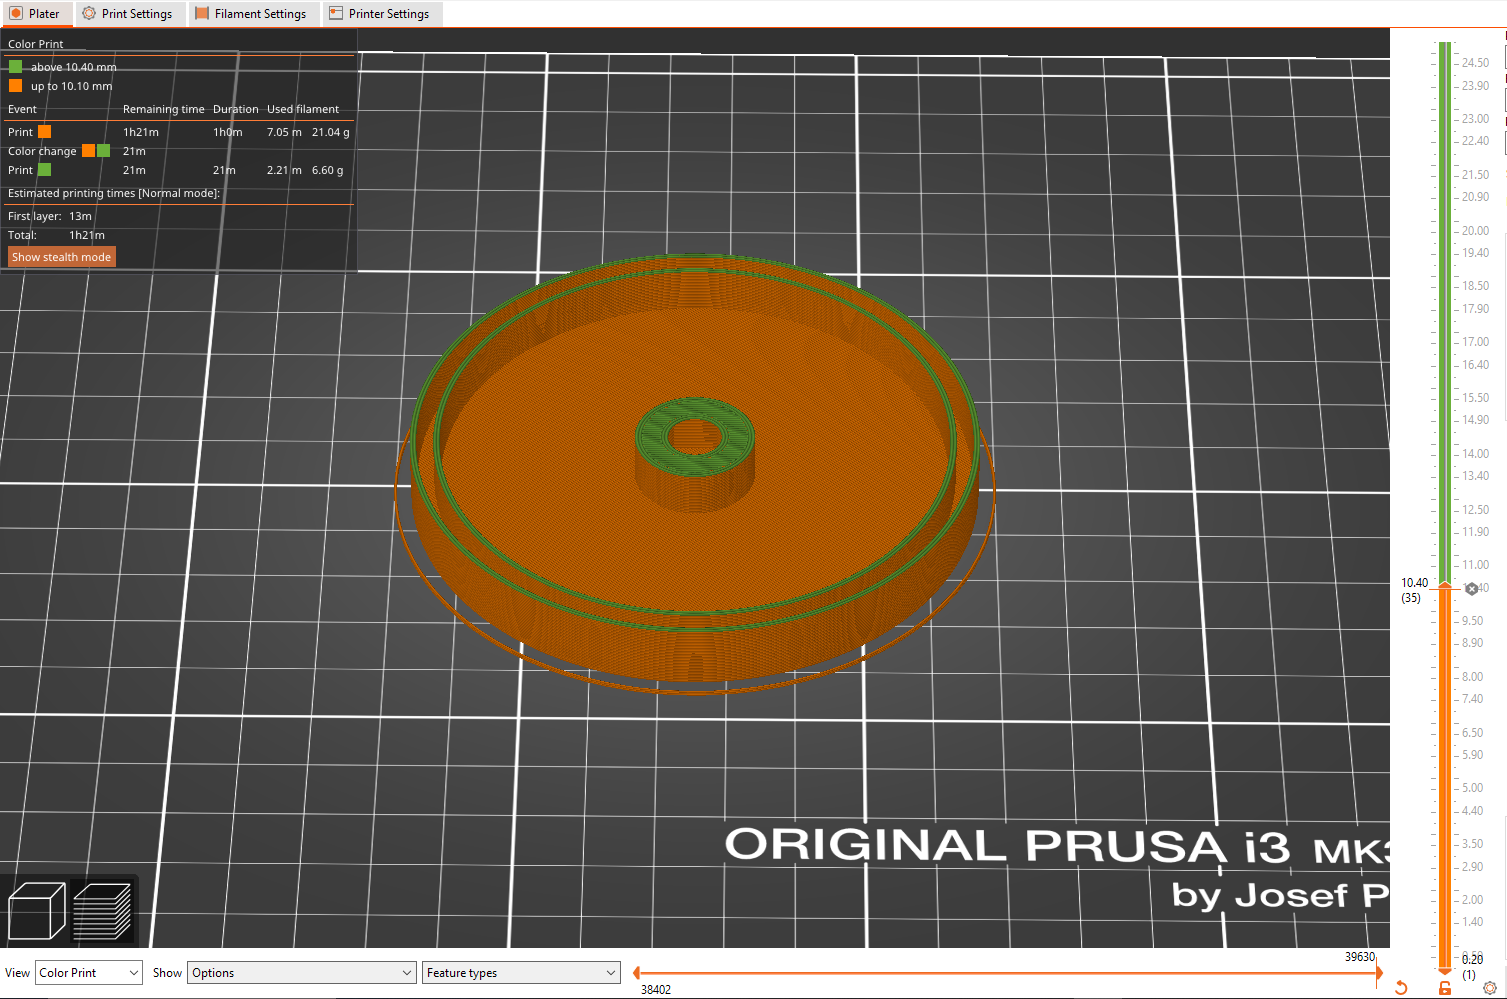 Plater Print Settings Filament Settings Printer Settings
Color Print
above 10.40 mm
up to 10.10 mm
Event Remaining time Duration Used filament
Print 1h21m 1h0m 7.05 m 21.04 g
Color change 21m
Print 21m 21m 2.21 m 6.60 g
Estimated printing times [Normal mode]:
First layer: 13m
Total: 1h21m
Show stealth mode
24.50
23.90
23.00
22.40
21.50
20.90
20.00
19.40
18.50
17.90
17.00
16.40
15.50
14.90
14.00
13.40
12.50
11.90
11.00
10.40
(35)
9.50
8.90
8.00
7.40
6.50
5.90
5.00
4.40
3.50
2.90
2.00
1.40
0.20
(1)
ORIGINAL PRUSA i3 MK3
by Josef P
View Color Print Show Options Feature types
39630
38402